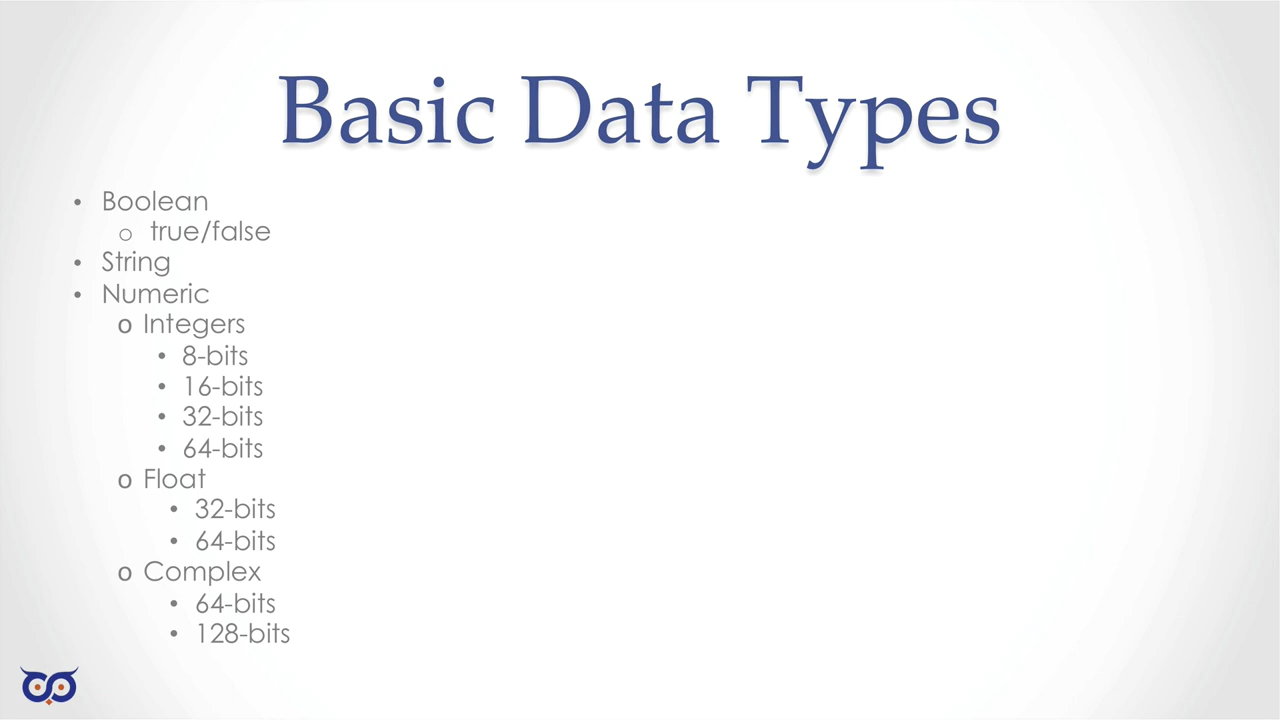 Basic Data Types
• Boolean
o true/false
• String
• Numeric
o Integers
• 8-bits
• 16-bits
• 32-bits
• 64-bits
o Float
• 32-bits
• 64-bits
o Complex
• 64-bits
• 128-bits